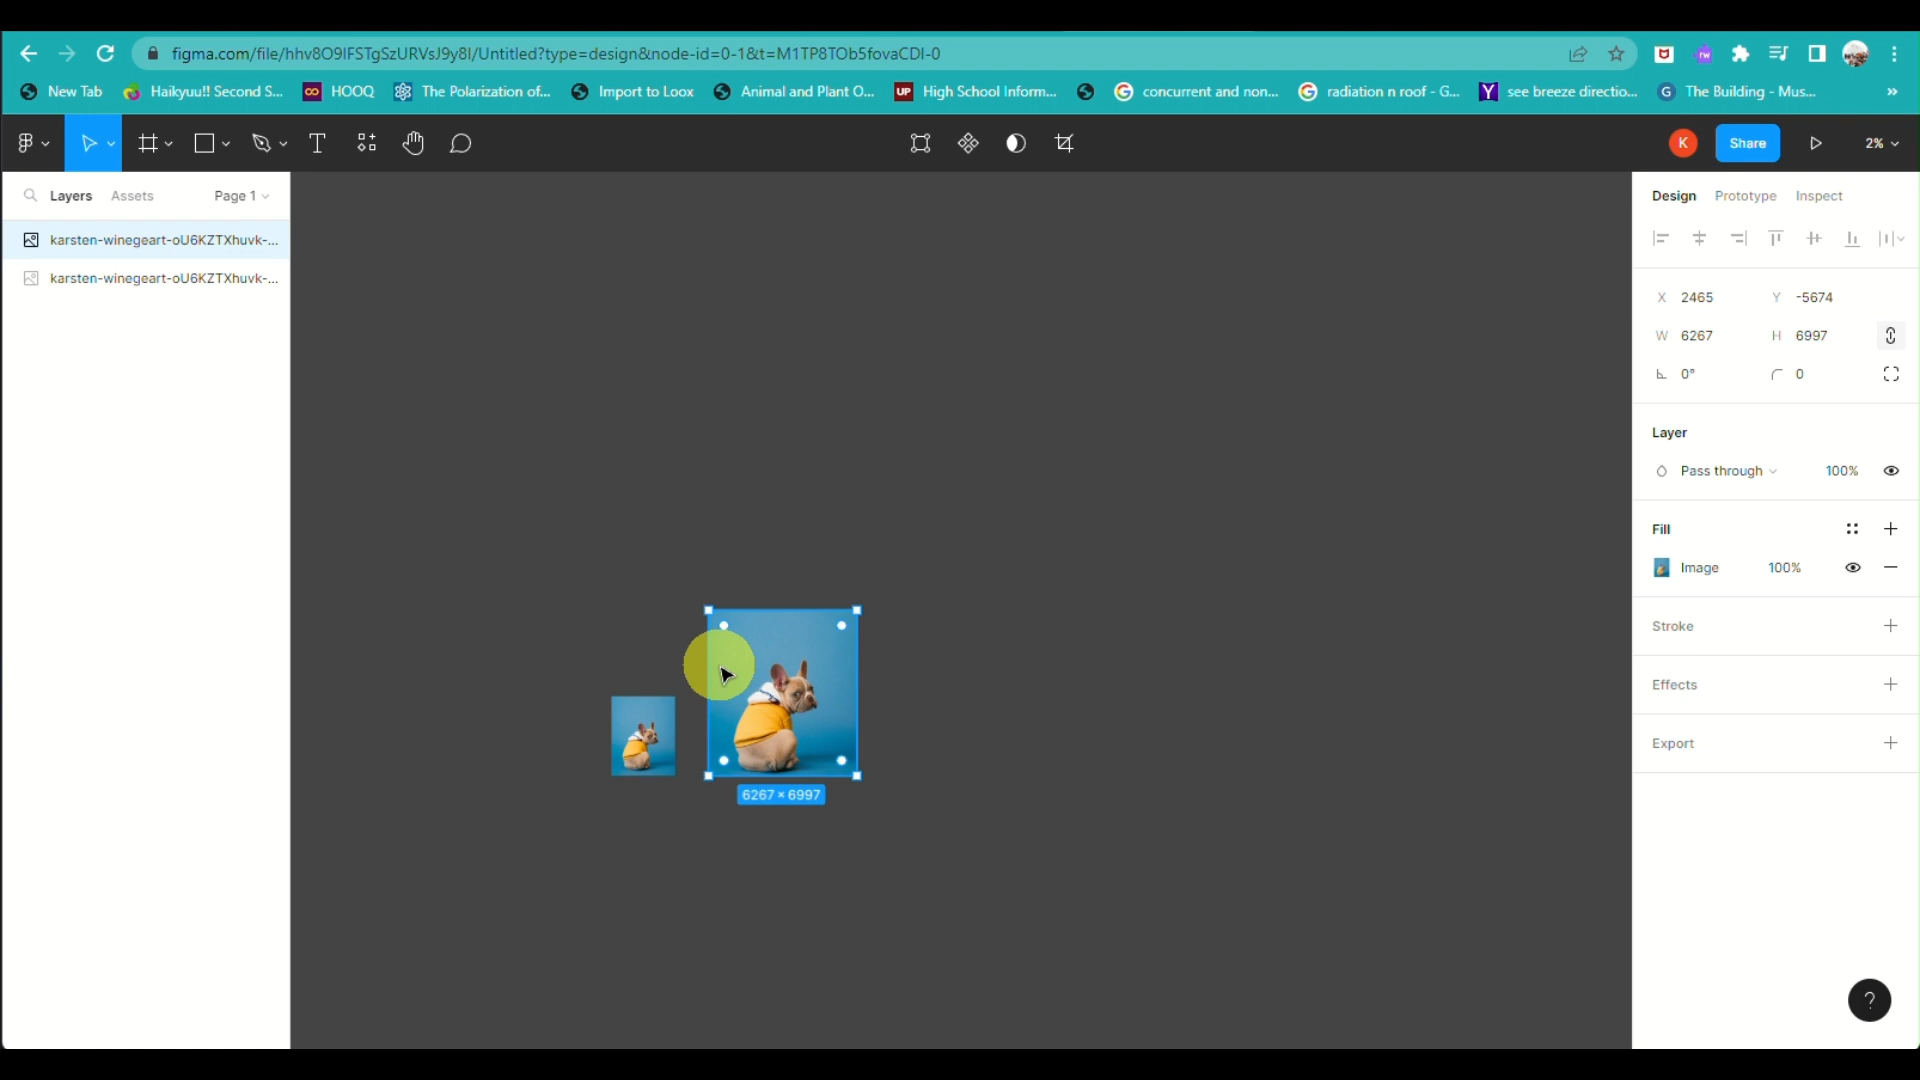 figma.com/file/hhv8O9IFSTgSzURVsJ9y8l/Untitled?type=design&node-id=0-1&t=M1TP8TOb5fovaCDI-0
New Tab Haikyuu!! Second S... HOOQ The Polarization of... Import to Loox Animal and Plant O... UP High School Inform... concurrent and non... radiation n roof - G... see breeze directio... The Building - Mus... »
K Share 2%
Layers Assets Page 1
Design Prototype Inspect
karsten-winegeart-oU6KZTXhuvk-...
karsten-winegeart-oU6KZTXhuvk-...
X 2465 Y -5674
W 6267 H 6997
0° 0
Layer
Pass through 100%
Fill
Image 100%
Stroke
Effects
Export
6267 × 6997
?